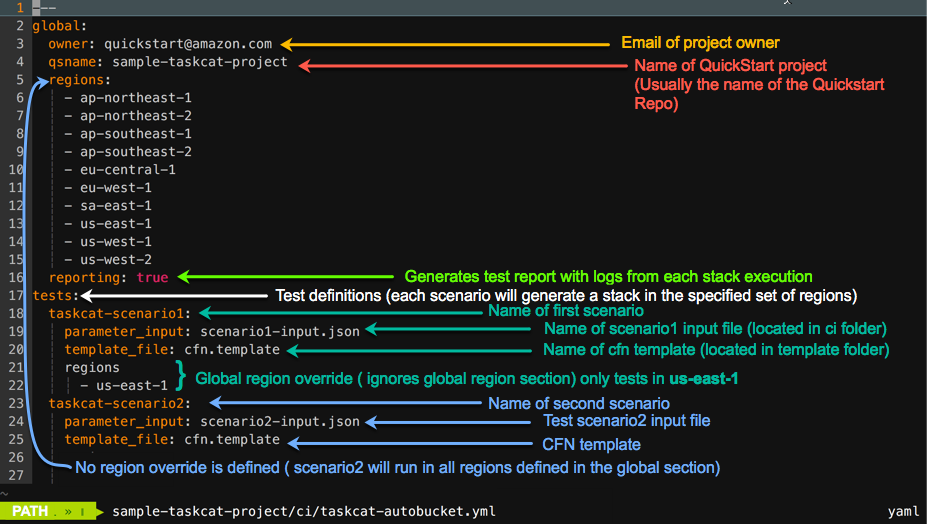 1 ---
2 global:
3 owner: quickstart@amazon.com Email of project owner
4 qsname: sample-taskcat-project Name of QuickStart project
(Usually the name of the Quickstart
Repo)
5 regions:
6 - ap-northeast-1
7 - ap-northeast-2
8 - ap-southeast-1
9 - ap-southeast-2
10 - eu-central-1
11 - eu-west-1
12 - sa-east-1
13 - us-east-1
14 - us-west-1
15 - us-west-2
16 reporting: true Generates test report with logs from each stack execution
17 tests: Test definitions (each scenario will generate a stack in the specified set of regions)
18 taskcat-scenario1: Name of first scenario
19 parameter_input: scenario1-input.json Name of scenario1 input file (located in ci folder)
20 template_file: cfn.template Name of cfn template (located in template folder)
21 regions
22 - us-east-1 Global region override ( ignores global region section) only tests in us-east-1
23 taskcat-scenario2: Name of second scenario
24 parameter_input: scenario2-input.json Test scenario2 input file
25 template_file: cfn.template CFN template
26 No region override is defined ( scenario2 will run in all regions defined in the global section)
27
~
PATH . » sample-taskcat-project/ci/taskcat-autobucket.yml yaml